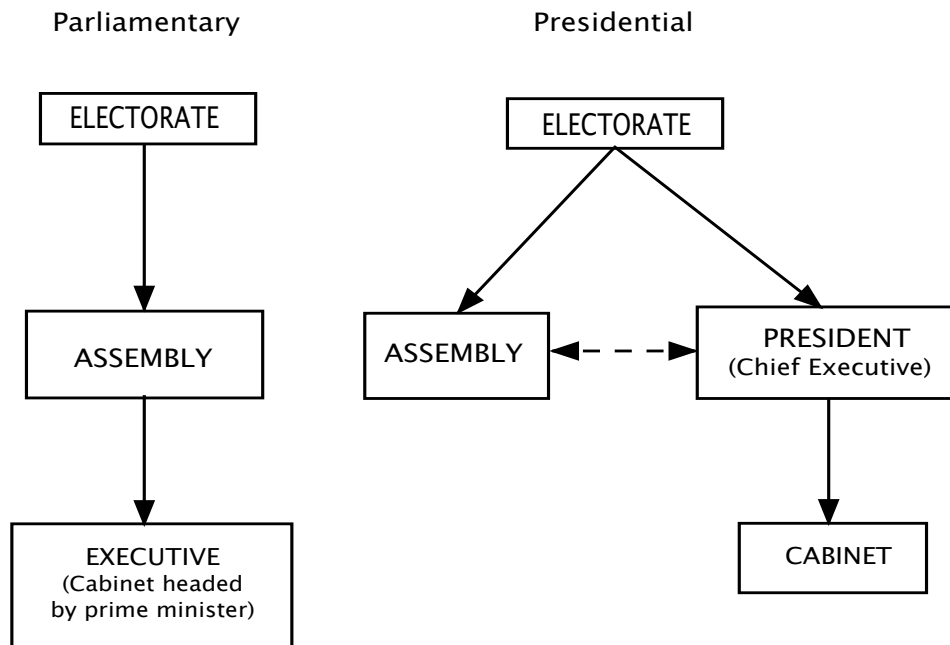 Parliamentary
ELECTORATE
ASSEMBLY
EXECUTIVE
(Cabinet headed
by prime minister)
Presidential
ELECTORATE
ASSEMBLY
PRESIDENT
(Chief Executive)
CABINET